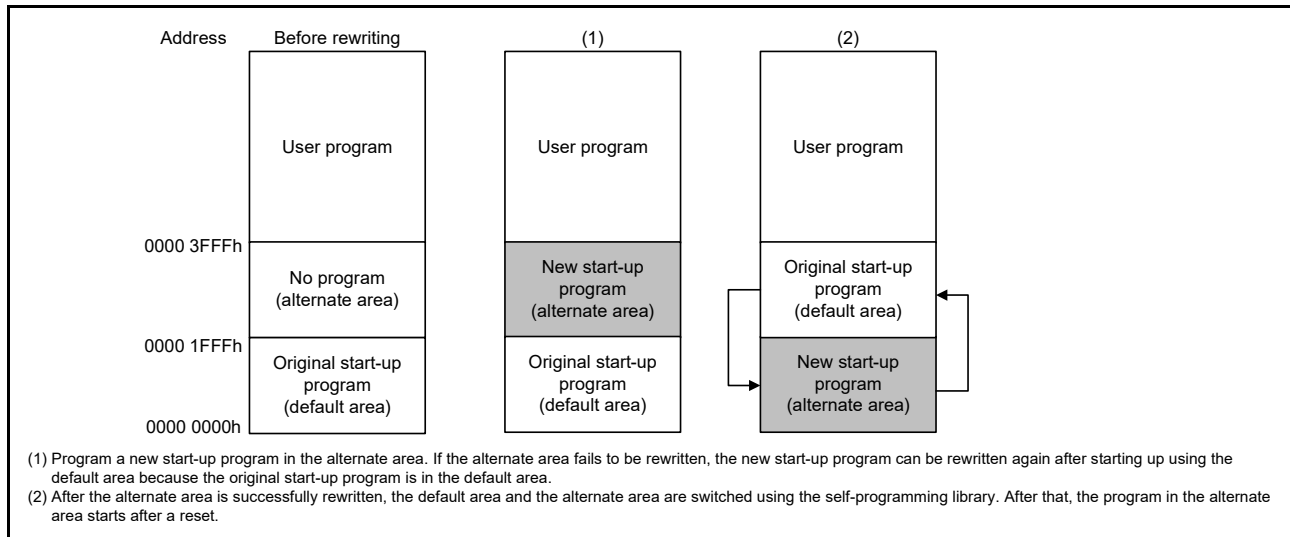 Address Before rewriting (1) (2)
User program User program User program
0000 3FFFh
No program
(alternate area)
New start-up
program
(alternate area)
Original start-up
program
(default area)
0000 1FFFh
Original start-up
program
(default area)
Original start-up
program
(default area)
New start-up
program
(alternate area)
0000 0000h
(1) Program a new start-up program in the alternate area. If the alternate area fails to be rewritten, the new start-up program can be rewritten again after starting up using the
default area because the original start-up program is in the default area.
(2) After the alternate area is successfully rewritten, the default area and the alternate area are switched using the self-programming library. After that, the program in the alternate
area starts after a reset.